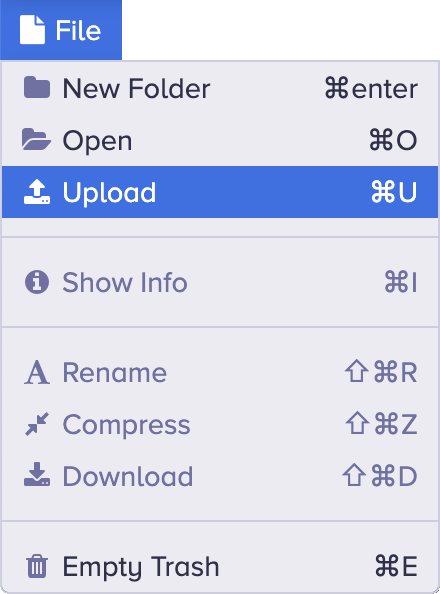 File
New Folder ⌘enter
Open ⌘O
Upload ⌘U
Show Info ⌘I
Rename ⇧⌘R
Compress ⇧⌘Z
Download ⇧⌘D
Empty Trash ⌘E